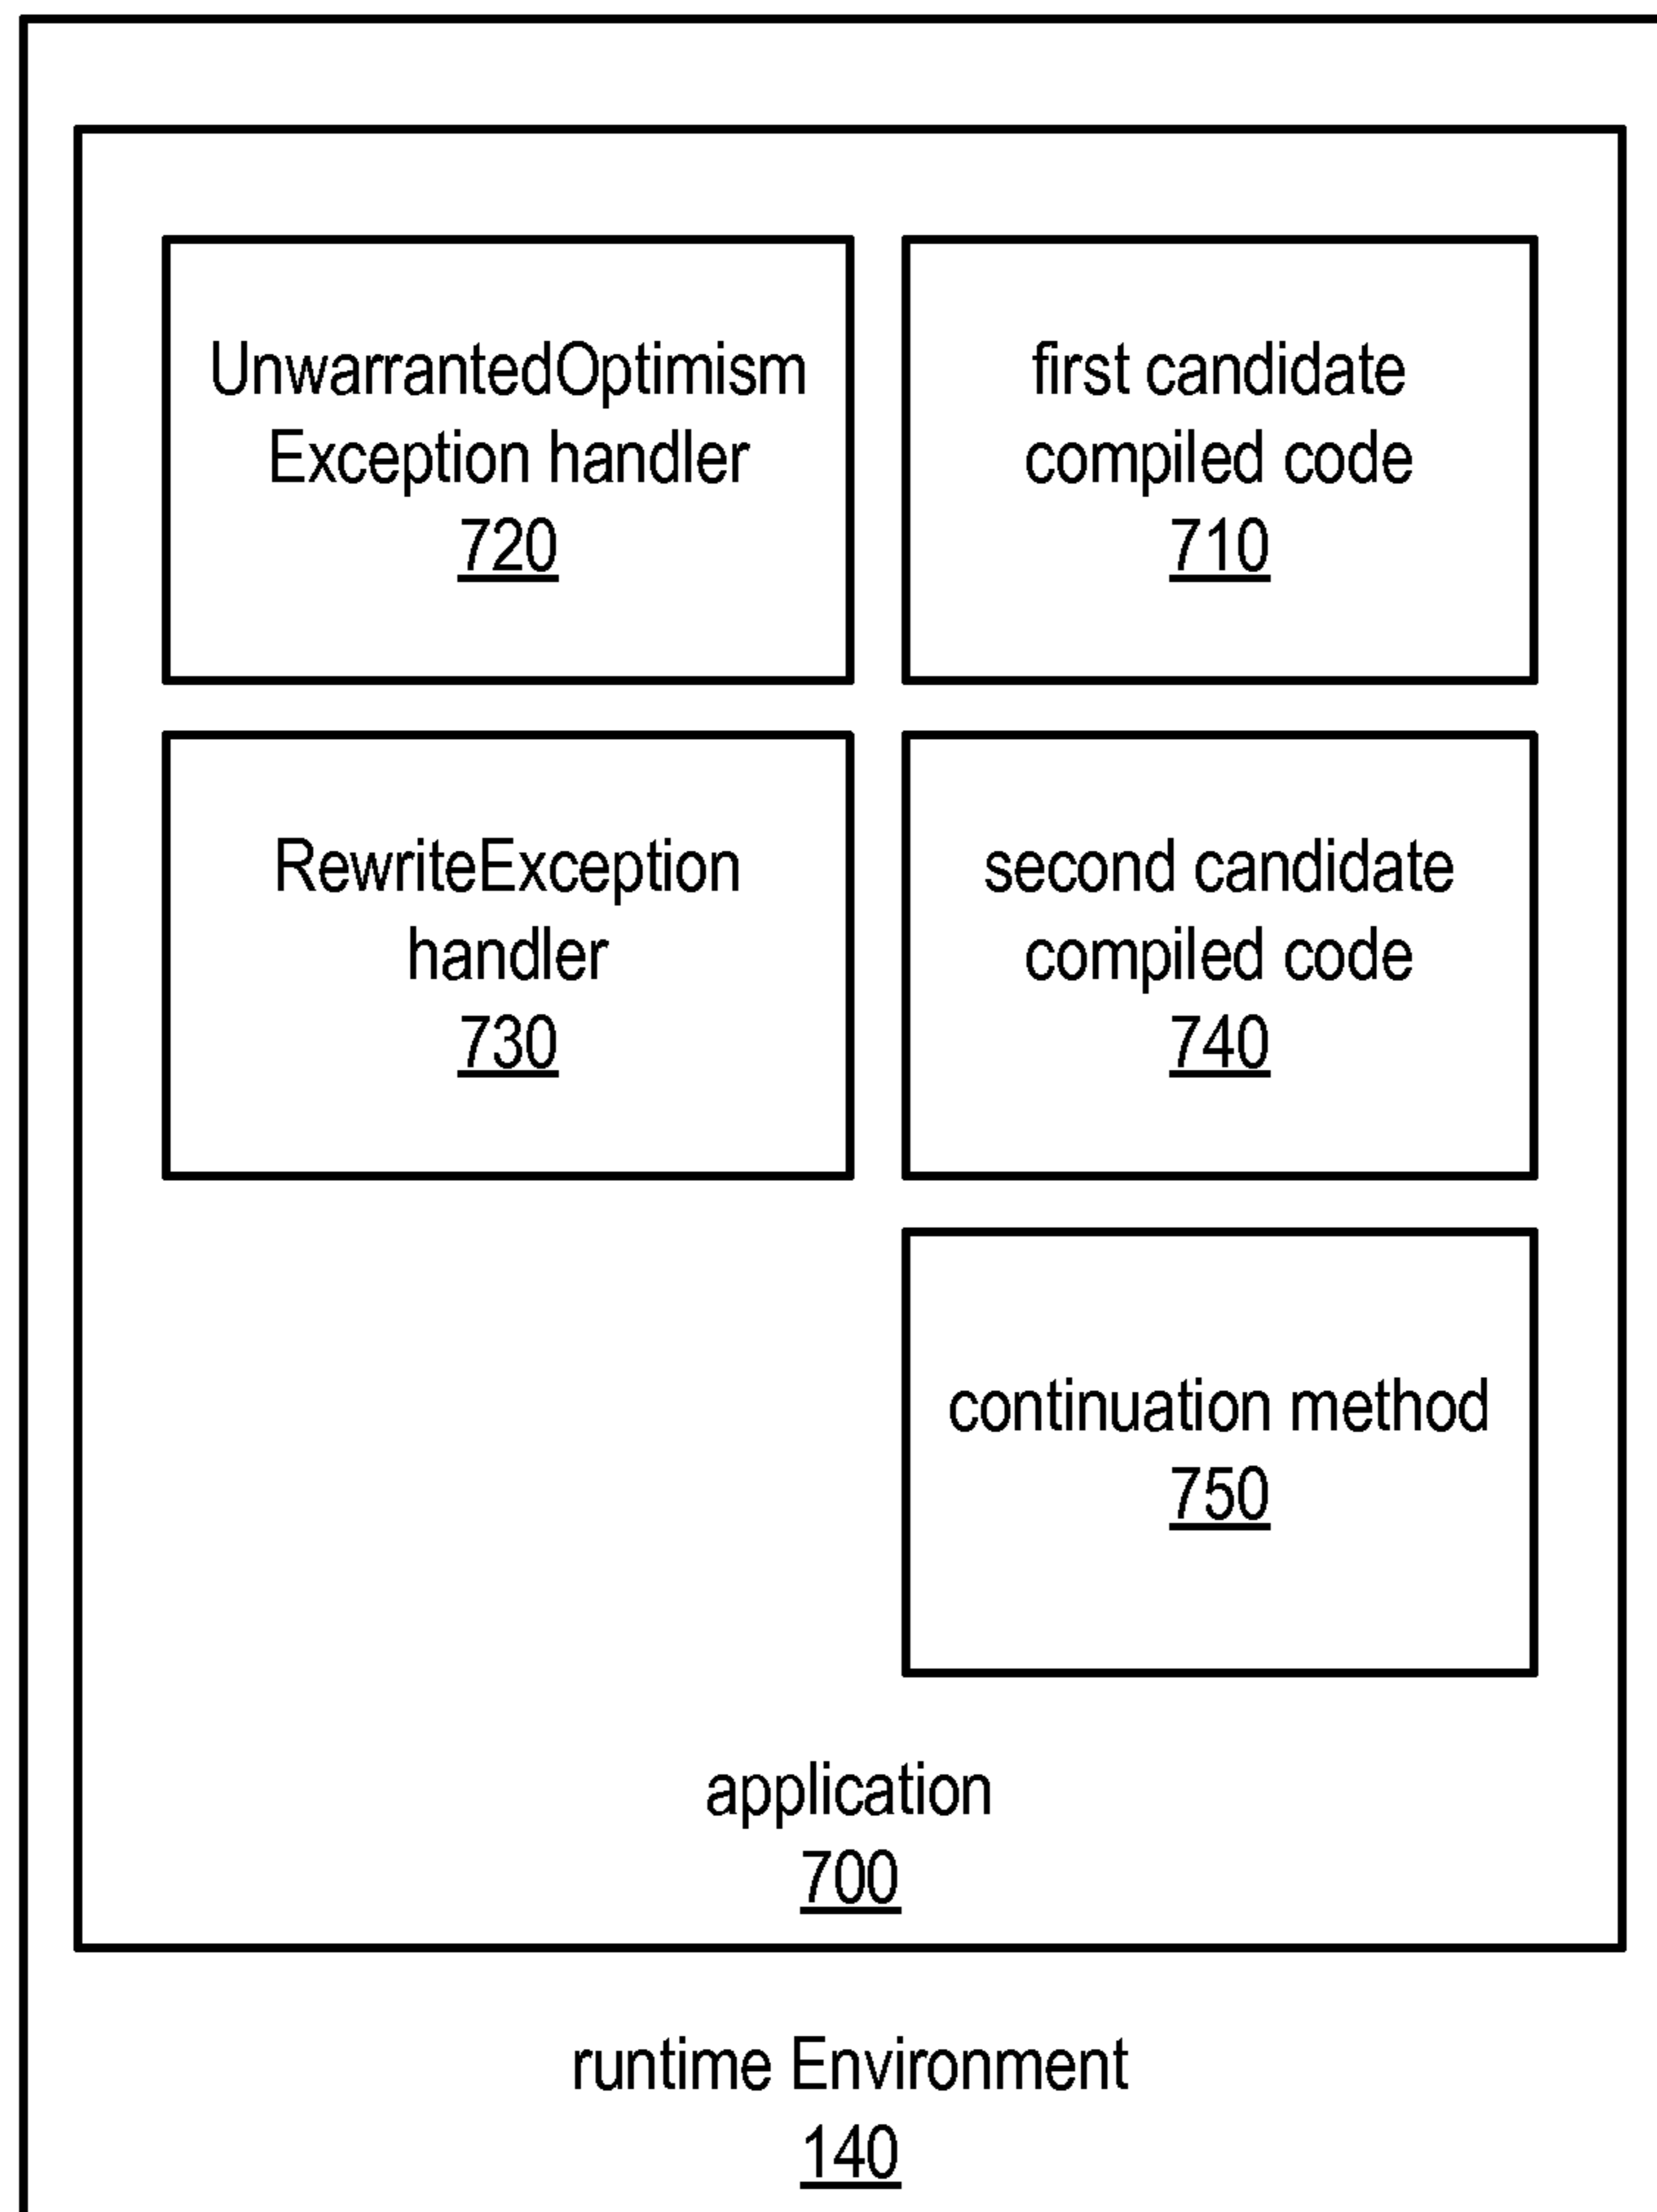 UnwarrantedOptimism
Exception handler
720
first candidate
compiled code
710
RewriteException
handler
730
second candidate
compiled code
740
continuation method
750
application
700
runtime Environment
140